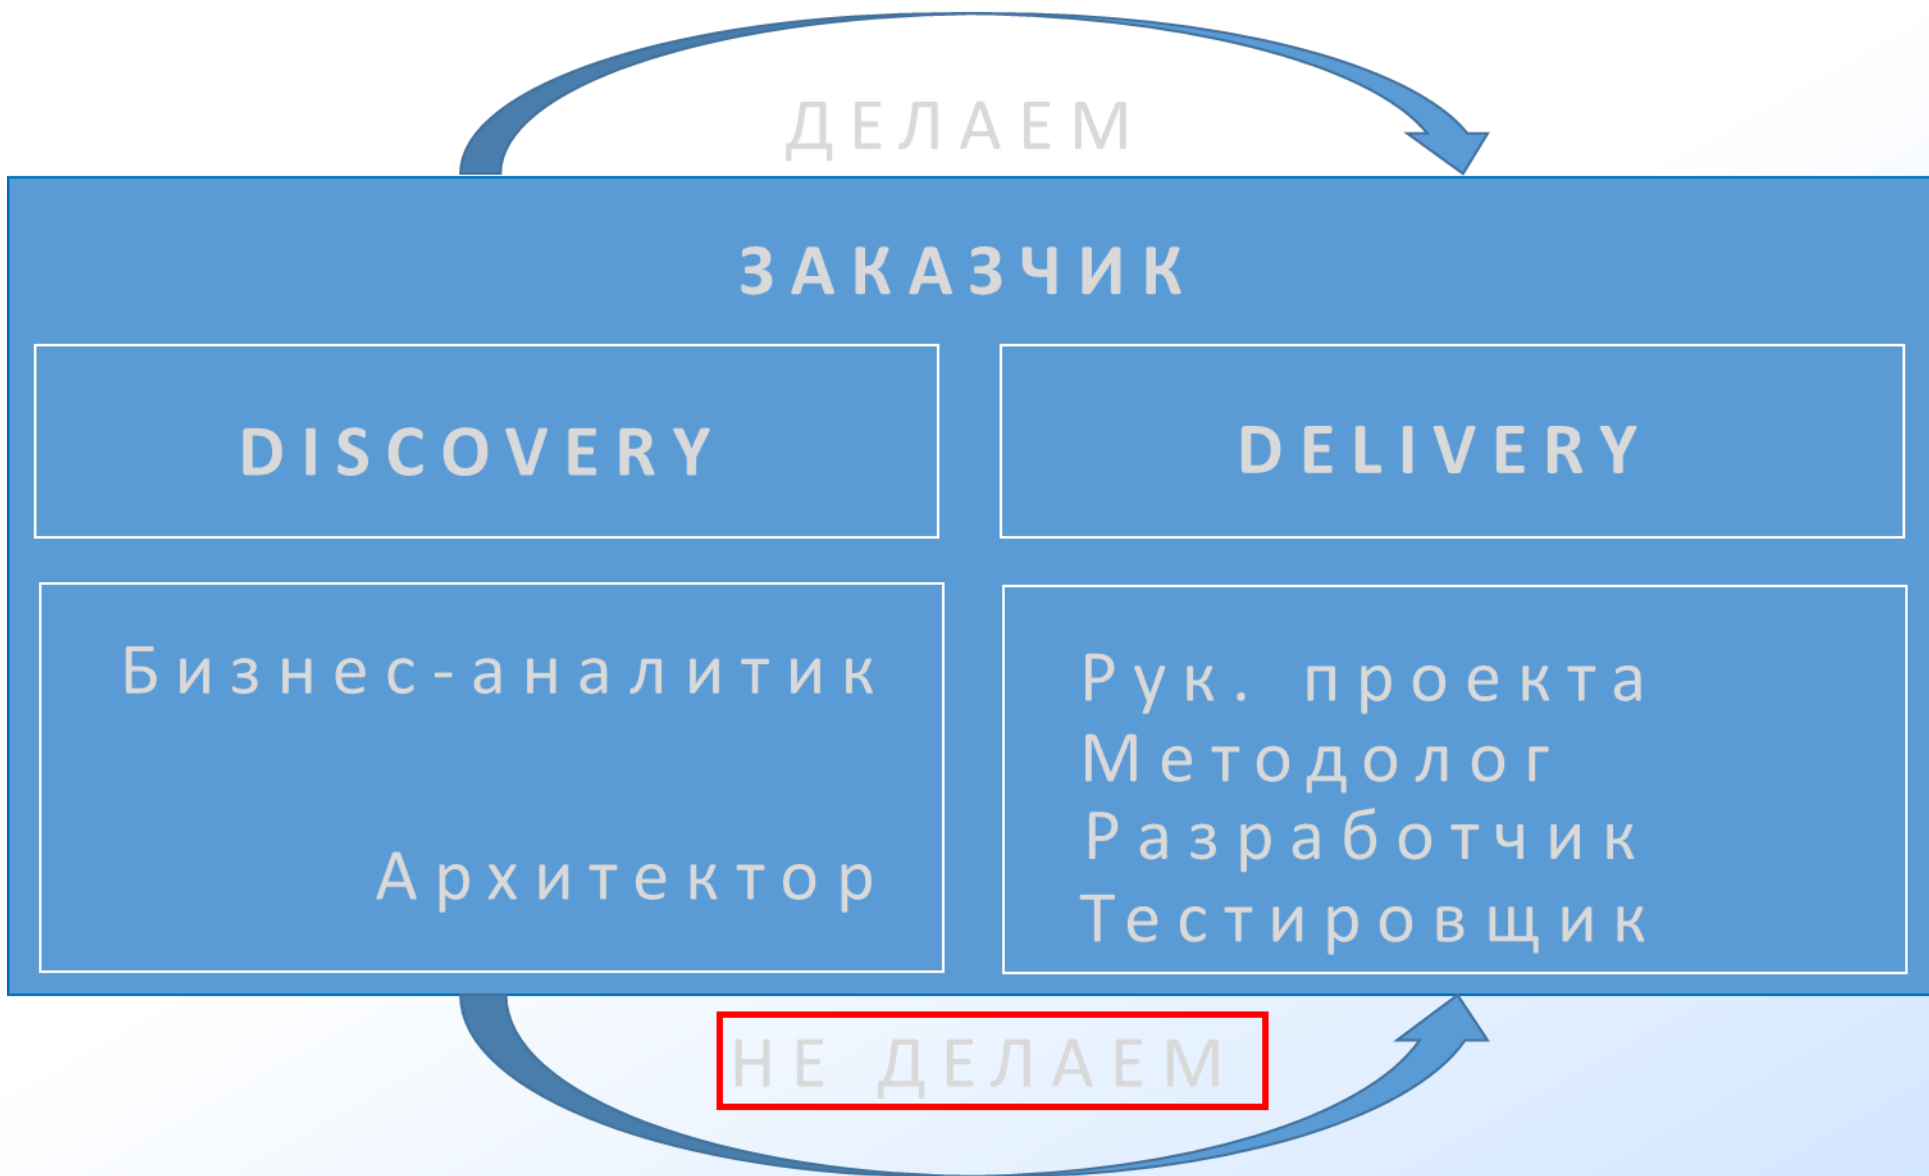 ДЕЛАЕМ
ЗАКАЗЧИК
DISCOVERY
DELIVERY
Бизнес-аналитик
Архитектор
Рук. проекта
Методолог
Разработчик
Тестировщик
НЕ ДЕЛАЕМ